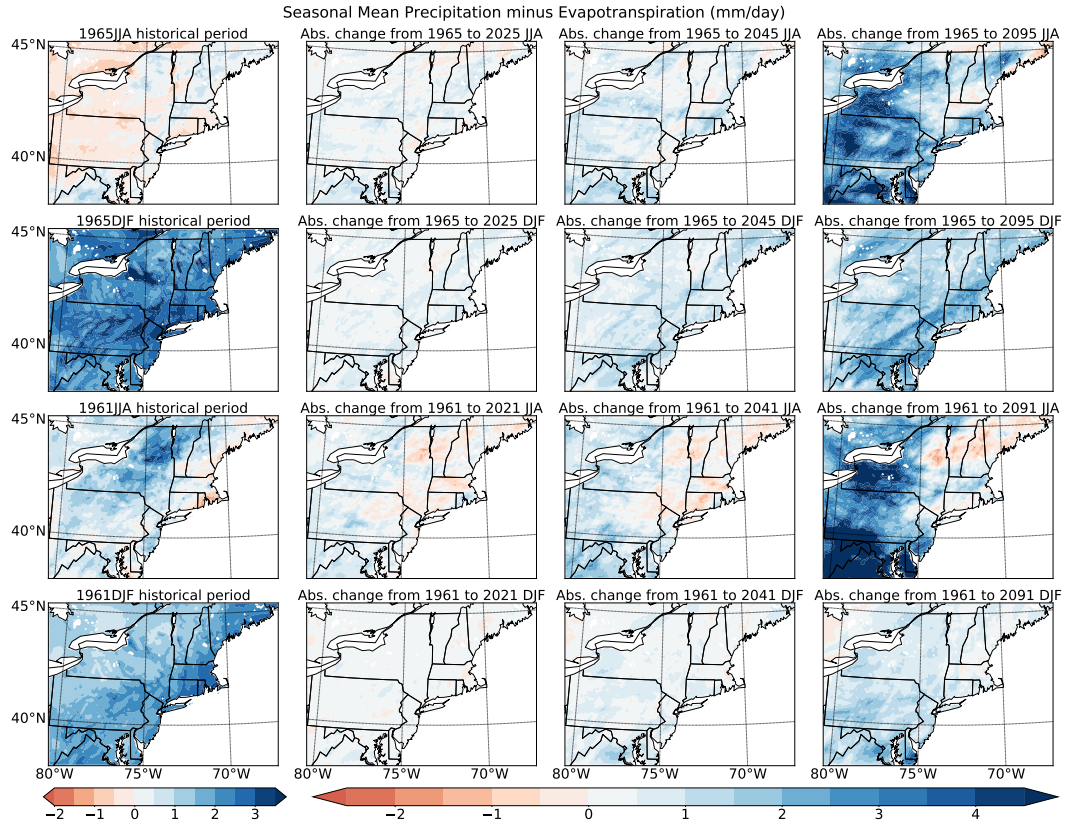 Seasonal Mean Precipitation minus Evapotranspiration (mm/day)
1965JJA historical period
Abs. change from 1965 to 2025 JJA
Abs. change from 1965 to 2045 JJA
Abs. change from 1965 to 2095 JJA
45°N
40°N
1965DJF historical period
Abs. change from 1965 to 2025 DJF
Abs. change from 1965 to 2045 DJF
Abs. change from 1965 to 2095 DJF
45°N
40°N
1961JJA historical period
Abs. change from 1961 to 2021 JJA
Abs. change from 1961 to 2041 JJA
Abs. change from 1961 to 2091 JJA
45°N
40°N
1961DJF historical period
Abs. change from 1961 to 2021 DJF
Abs. change from 1961 to 2041 DJF
Abs. change from 1961 to 2091 DJF
45°N
40°N
80°W 75°W 70°W 80°W 75°W 70°W 80°W 75°W 70°W 80°W 75°W 70°W
−2 −1 0 1 2 3
−2 −1 0 1 2 3 4